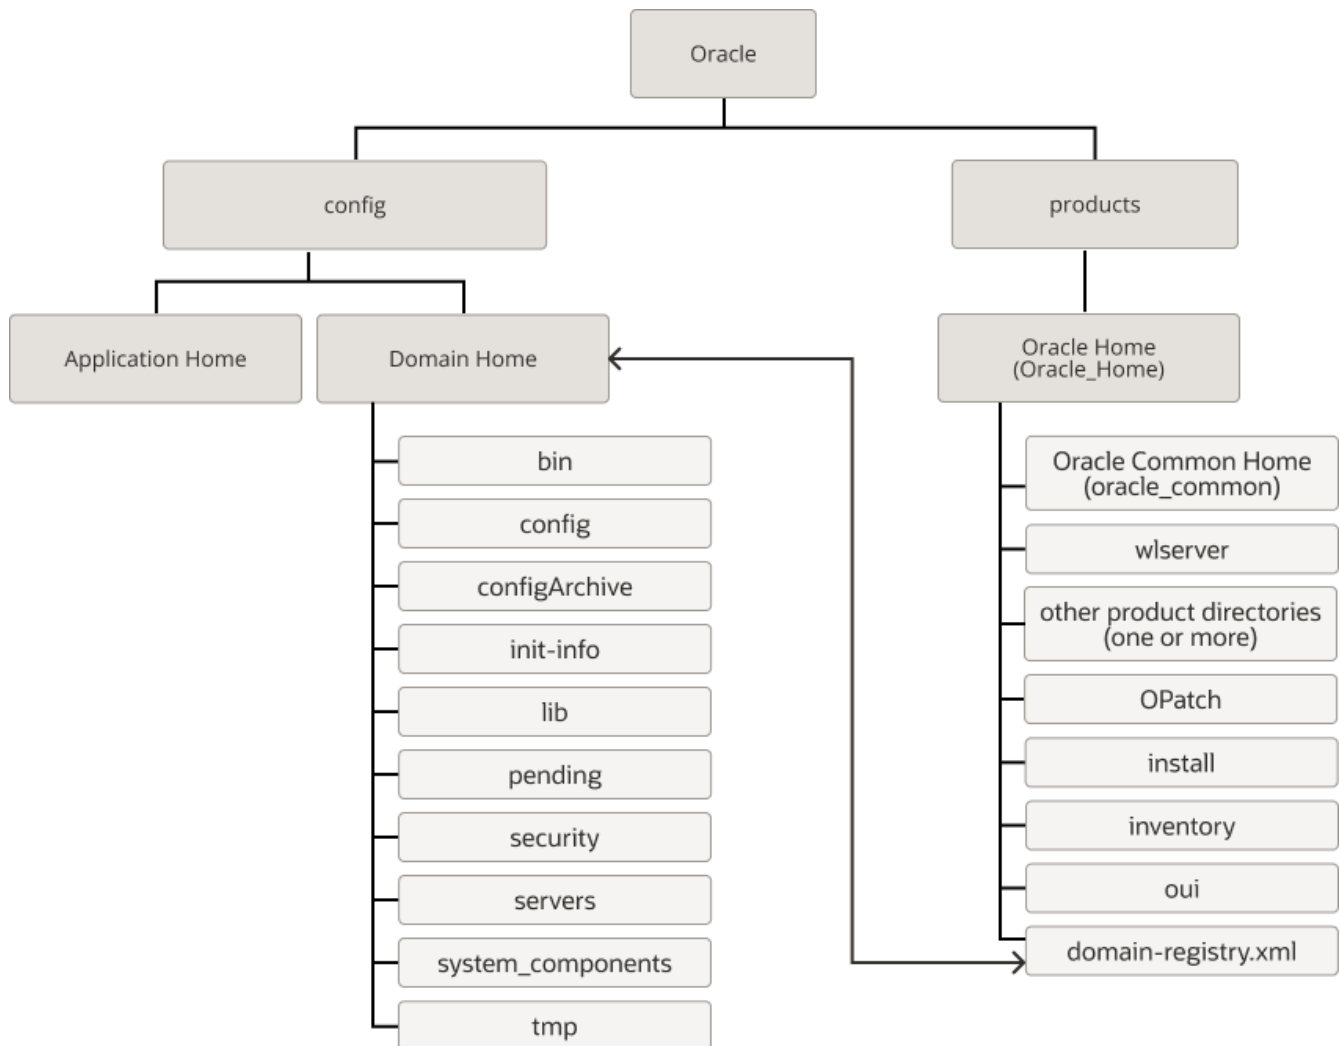 Oracle
config
products
Application Home
Domain Home
Oracle Home
(Oracle_Home)
bin
config
configArchive
init-info
lib
pending
security
servers
system_components
tmp
Oracle Common Home
(oracle_common)
wlserver
other product directories
(one or more)
OPatch
install
inventory
oui
domain-registry.xml